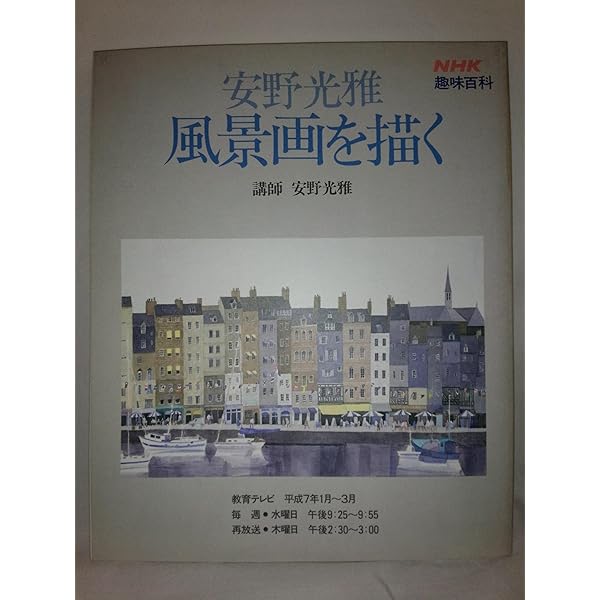 NHK
趣味百科
安野光雅
風景画を描く
講師 安野光雅
教育テレビ 平成7年1月〜3月
毎週●水曜日 午後9:25〜9:55
再放送●木曜日 午後2:30〜3:00